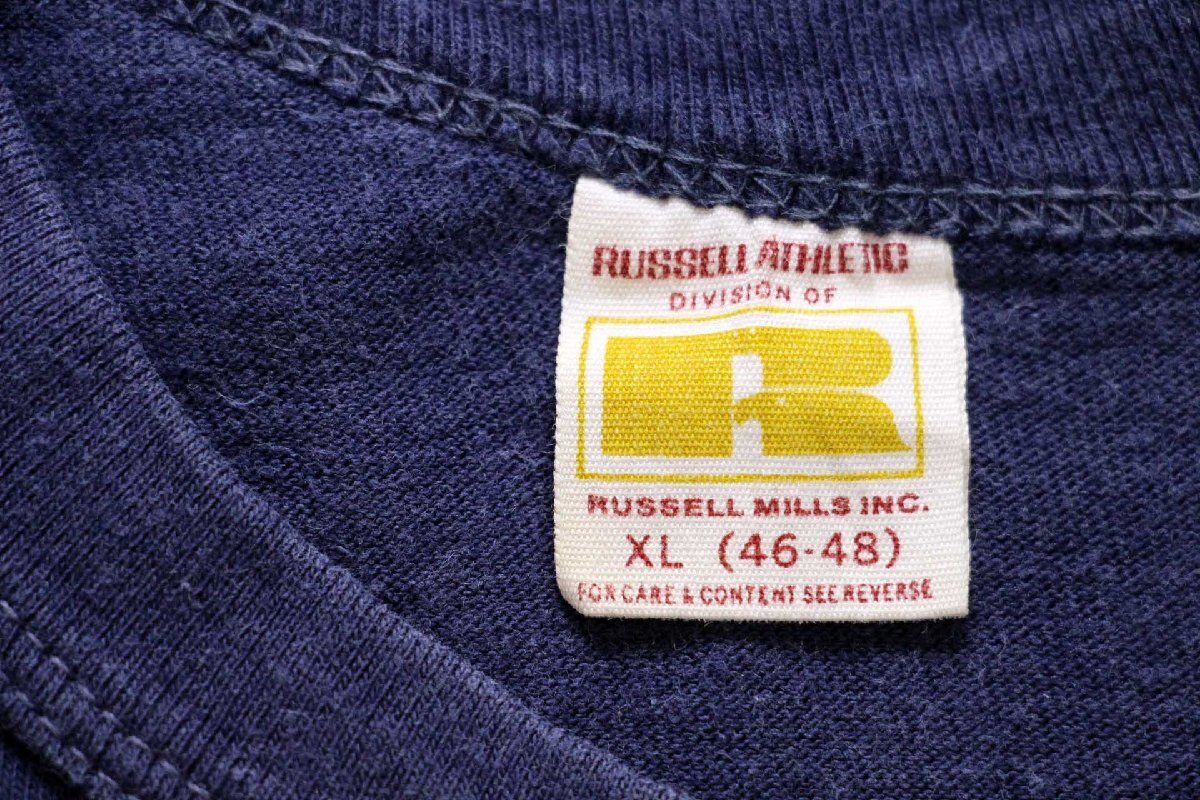 RUSSELL ATHLETIC
DIVISION OF
R
RUSSELL MILLS INC.
XL (46-48)
FOR CARE & CONTENT SEE REVERSE